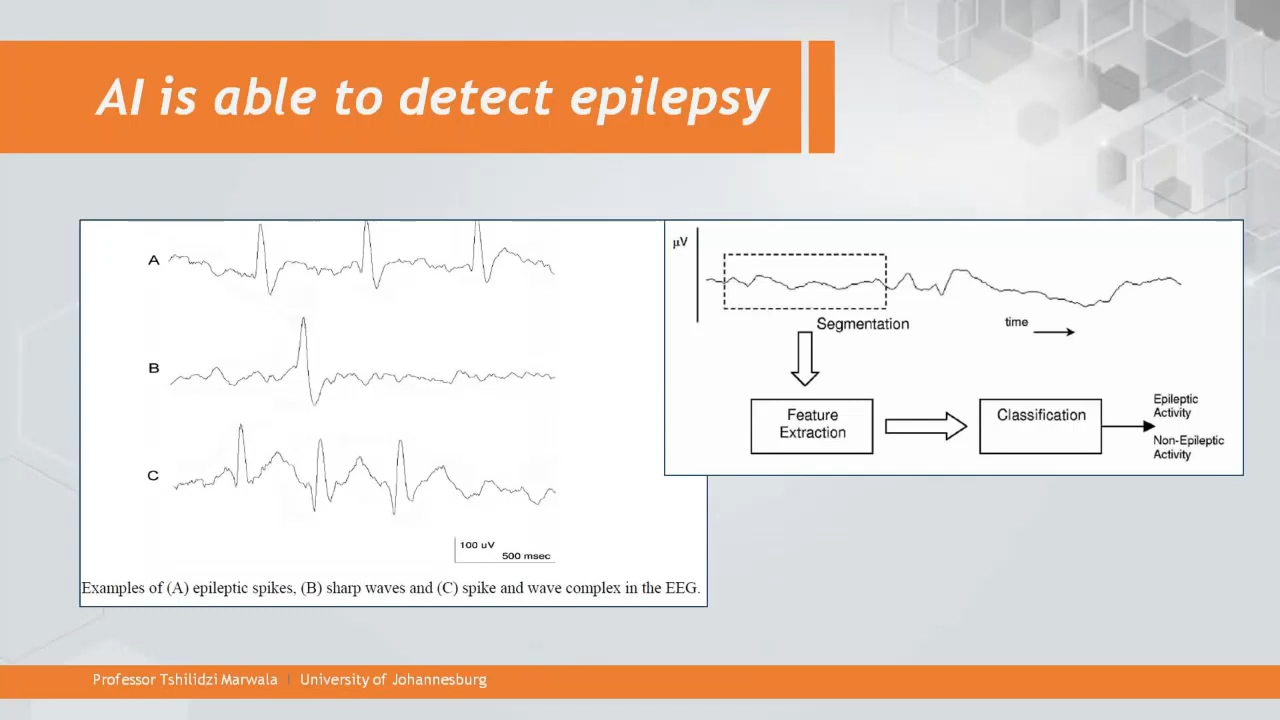 AI is able to detect epilepsy
A
B
C
100 uV
500 msec
Examples of (A) epileptic spikes, (B) sharp waves and (C) spike and wave complex in the EEG.
µV
Segmentation
time
Feature
Extraction
Classification
Epileptic
Activity
Non-Epileptic
Activity
Professor Tshilidzi Marwala | University of Johannesburg